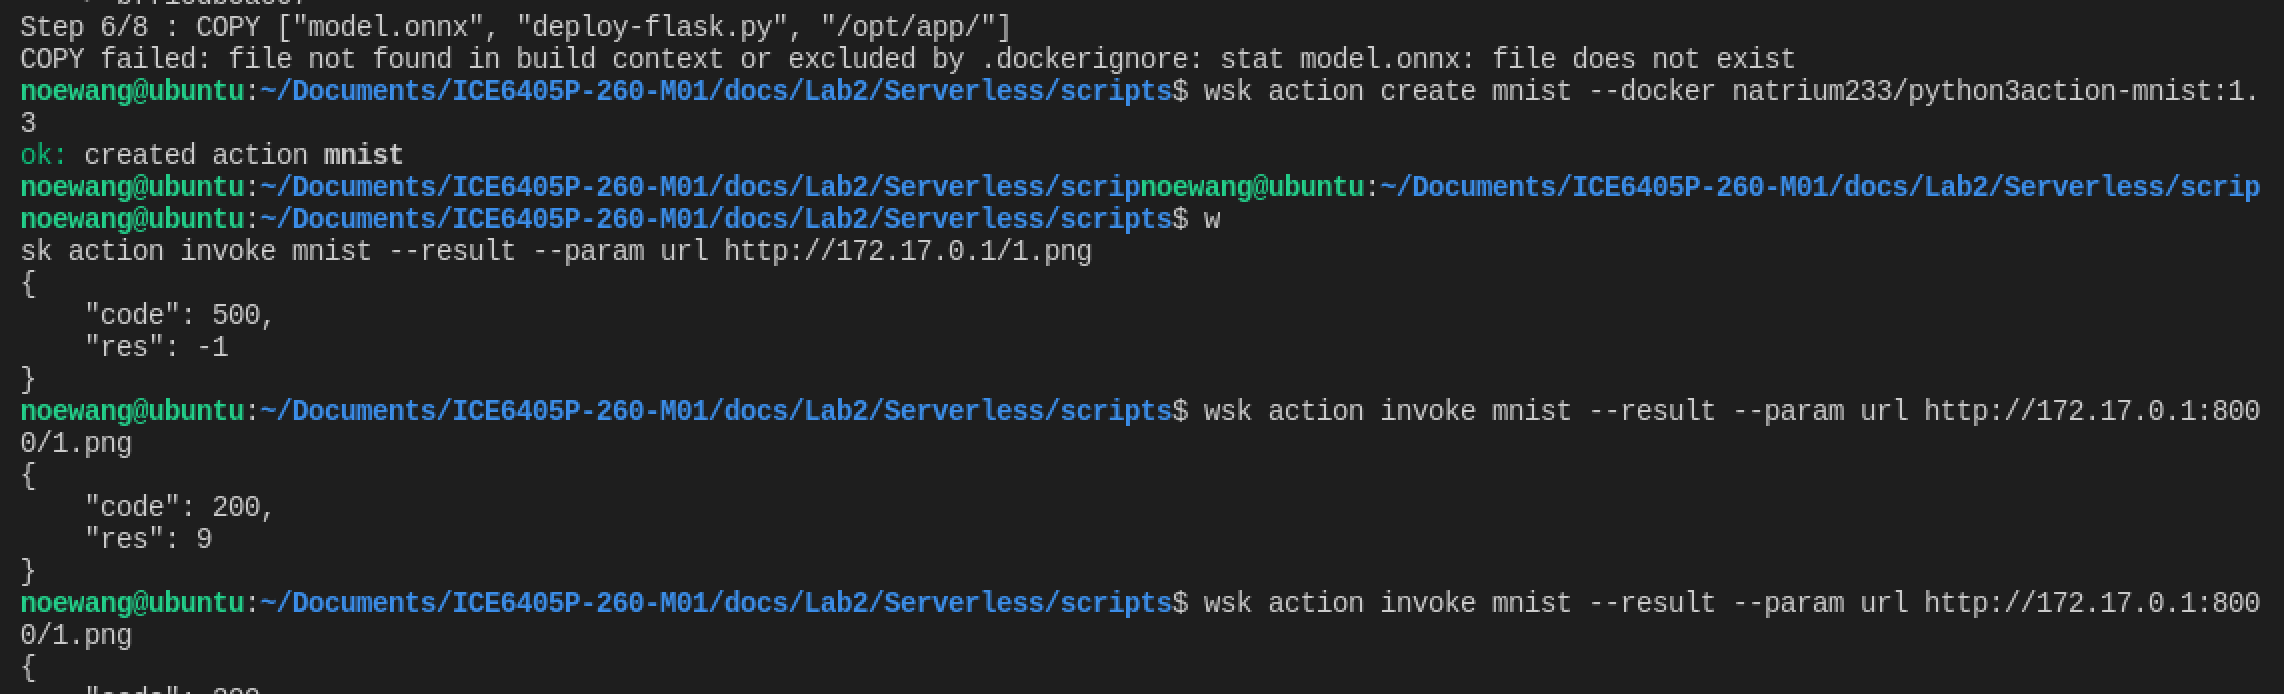 Step 6/8 : COPY ["model.onnx", "deploy-flask.py", "/opt/app/"]
COPY failed: file not found in build context or excluded by .dockerignore: stat model.onnx: file does not exist
noewang@ubuntu:~/Documents/ICE6405P-260-M01/docs/Lab2/Serverless/scripts$ wsk action create mnist --docker natrium233/python3action-mnist:1.
3
ok: created action mnist
noewang@ubuntu:~/Documents/ICE6405P-260-M01/docs/Lab2/Serverless/scripnoewang@ubuntu:~/Documents/ICE6405P-260-M01/docs/Lab2/Serverless/scrip
noewang@ubuntu:~/Documents/ICE6405P-260-M01/docs/Lab2/Serverless/scripts$ w
sk action invoke mnist --result --param url http://172.17.0.1/1.png
{
    "code": 500,
    "res": -1
}
noewang@ubuntu:~/Documents/ICE6405P-260-M01/docs/Lab2/Serverless/scripts$ wsk action invoke mnist --result --param url http://172.17.0.1:800
0/1.png
{
    "code": 200,
    "res": 9
}
noewang@ubuntu:~/Documents/ICE6405P-260-M01/docs/Lab2/Serverless/scripts$ wsk action invoke mnist --result --param url http://172.17.0.1:800
0/1.png
{
    "code": 200